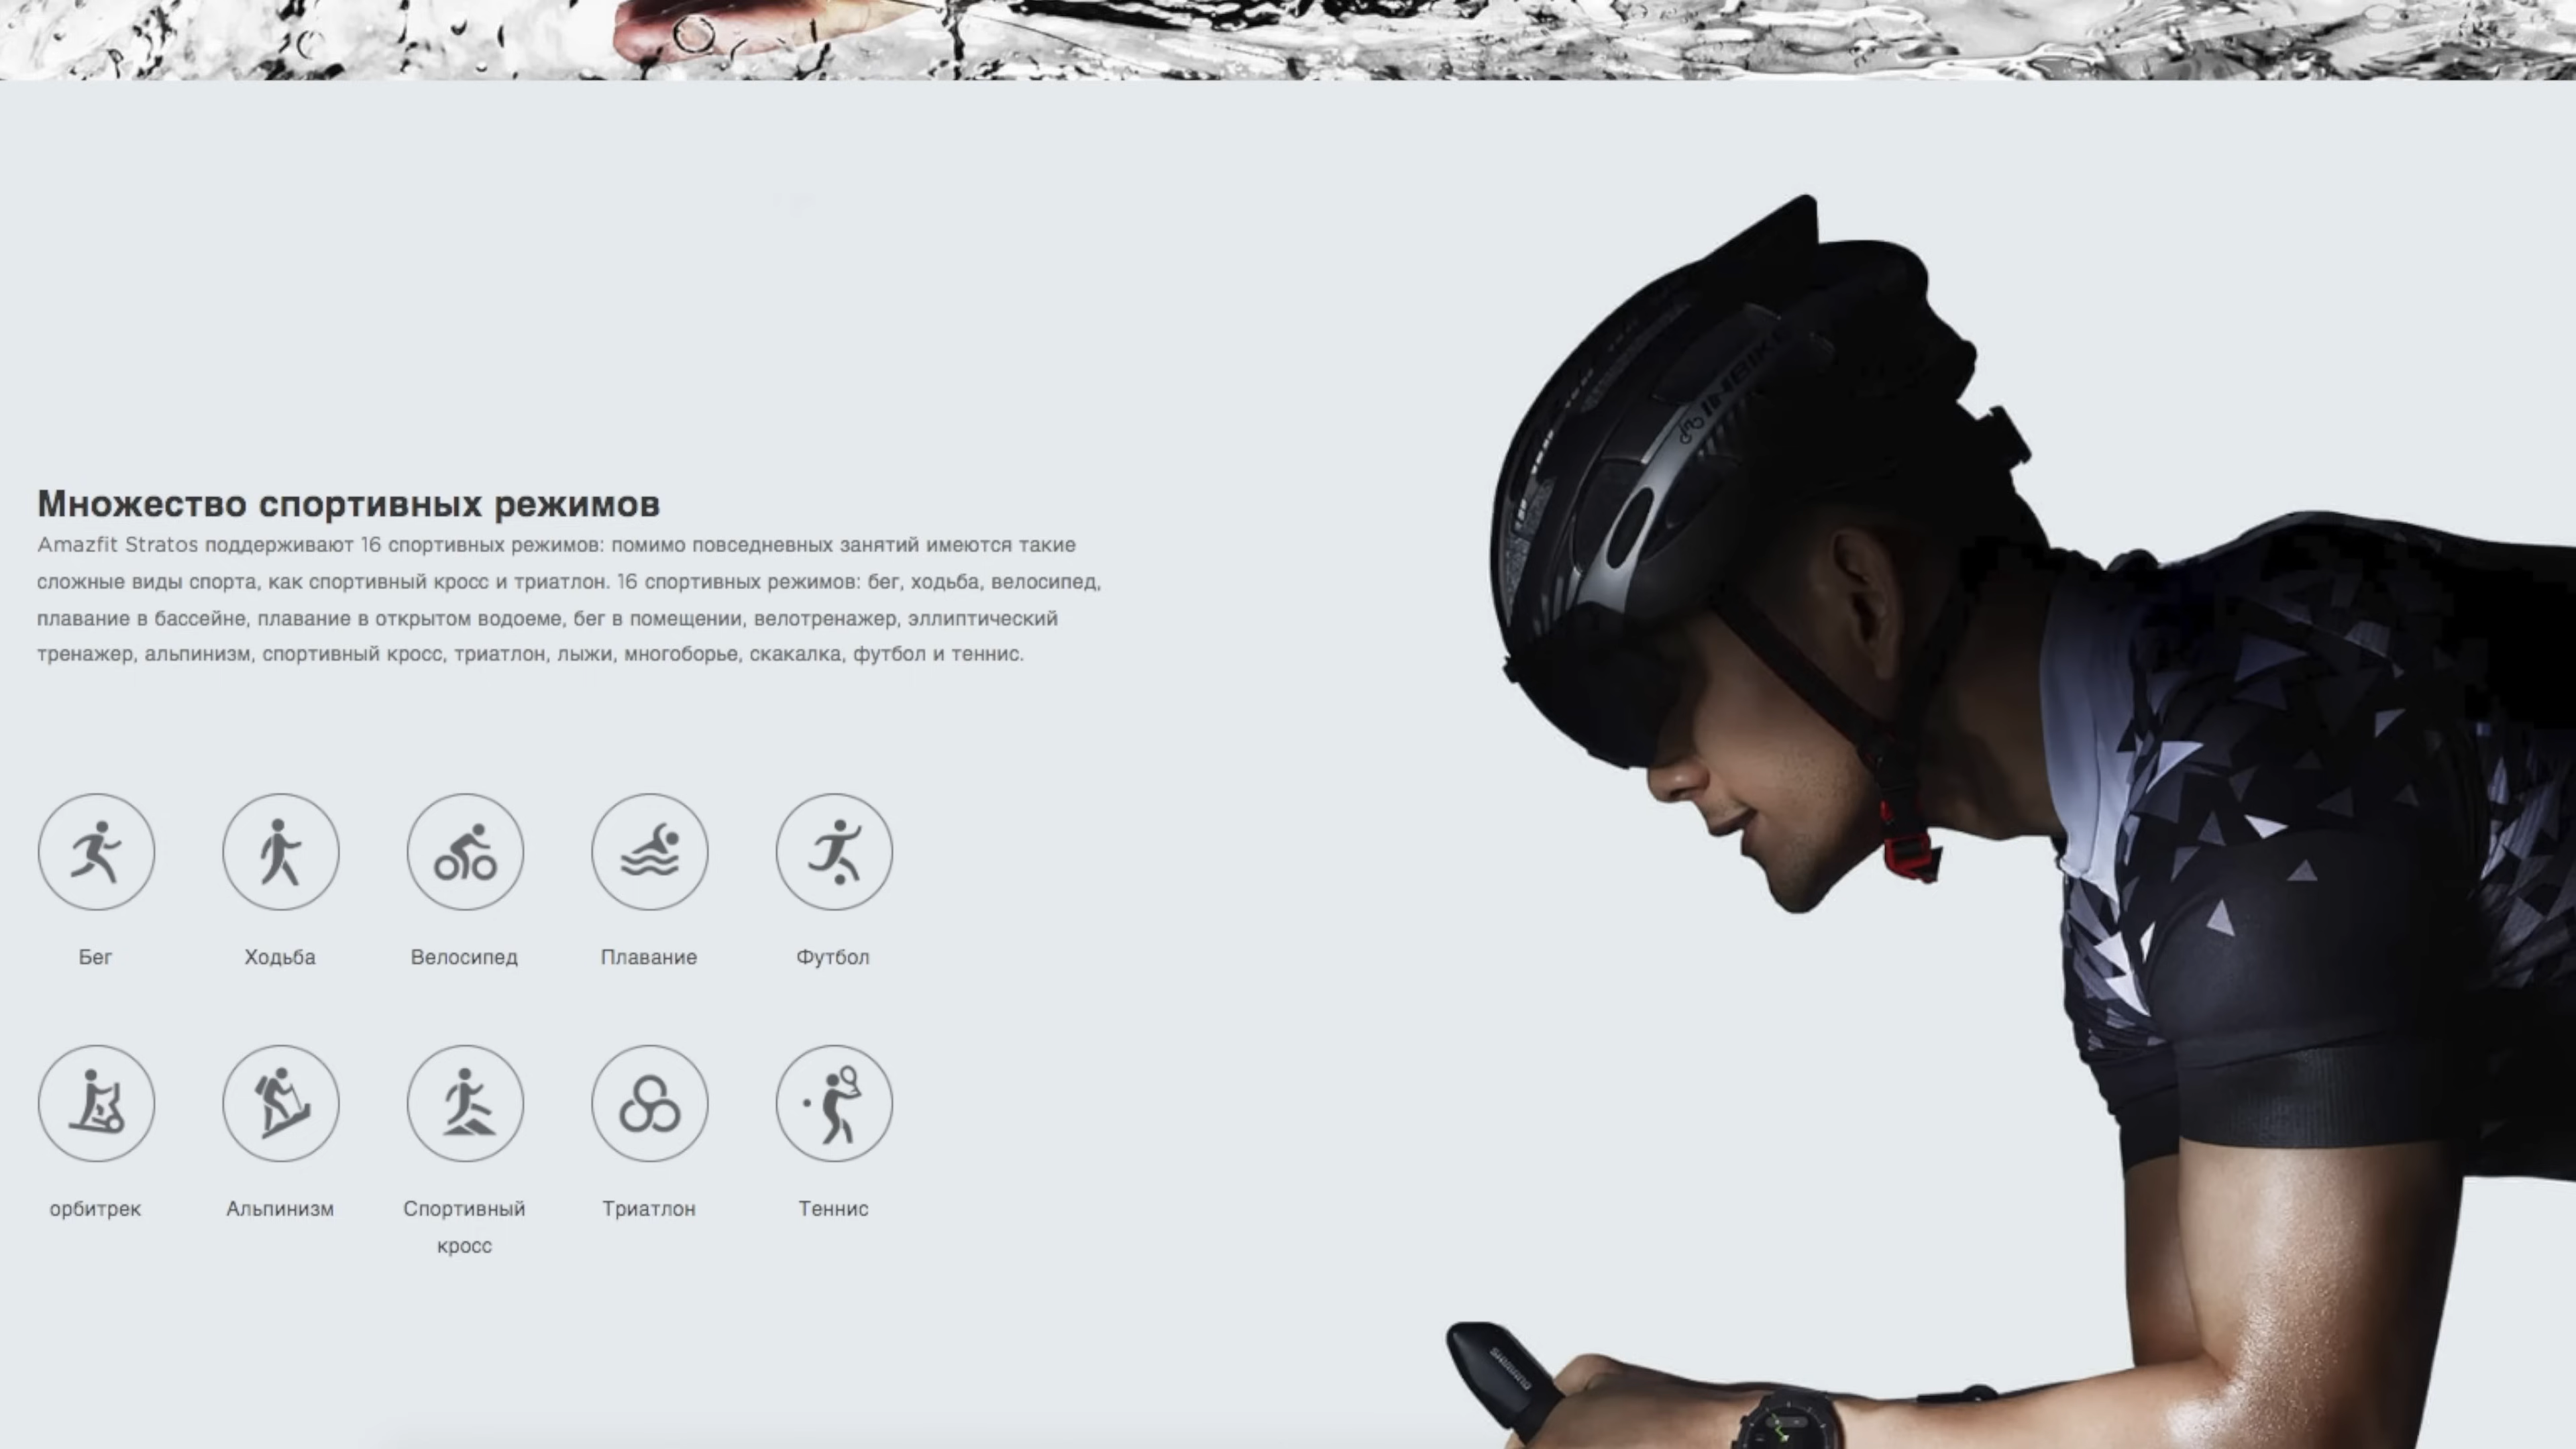 INBIKE
Множество спортивных режимов
Amazfit Stratos поддерживают 16 спортивных режимов: помимо повседневных занятий имеются такие
сложные виды спорта, как спортивный кросс и триатлон. 16 спортивных режимов: бег, ходьба, велосипед,
плавание в бассейне, плавание в открытом водоеме, бег в помещении, велотренажер, эллиптический
тренажер, альпинизм, спортивный кросс, триатлон, лыжи, многоборье, скакалка, футбол и теннис.
Бег Ходьба Велосипед Плавание Футбол
орбитрек Альпинизм Спортивный Триатлон Теннис
кросс